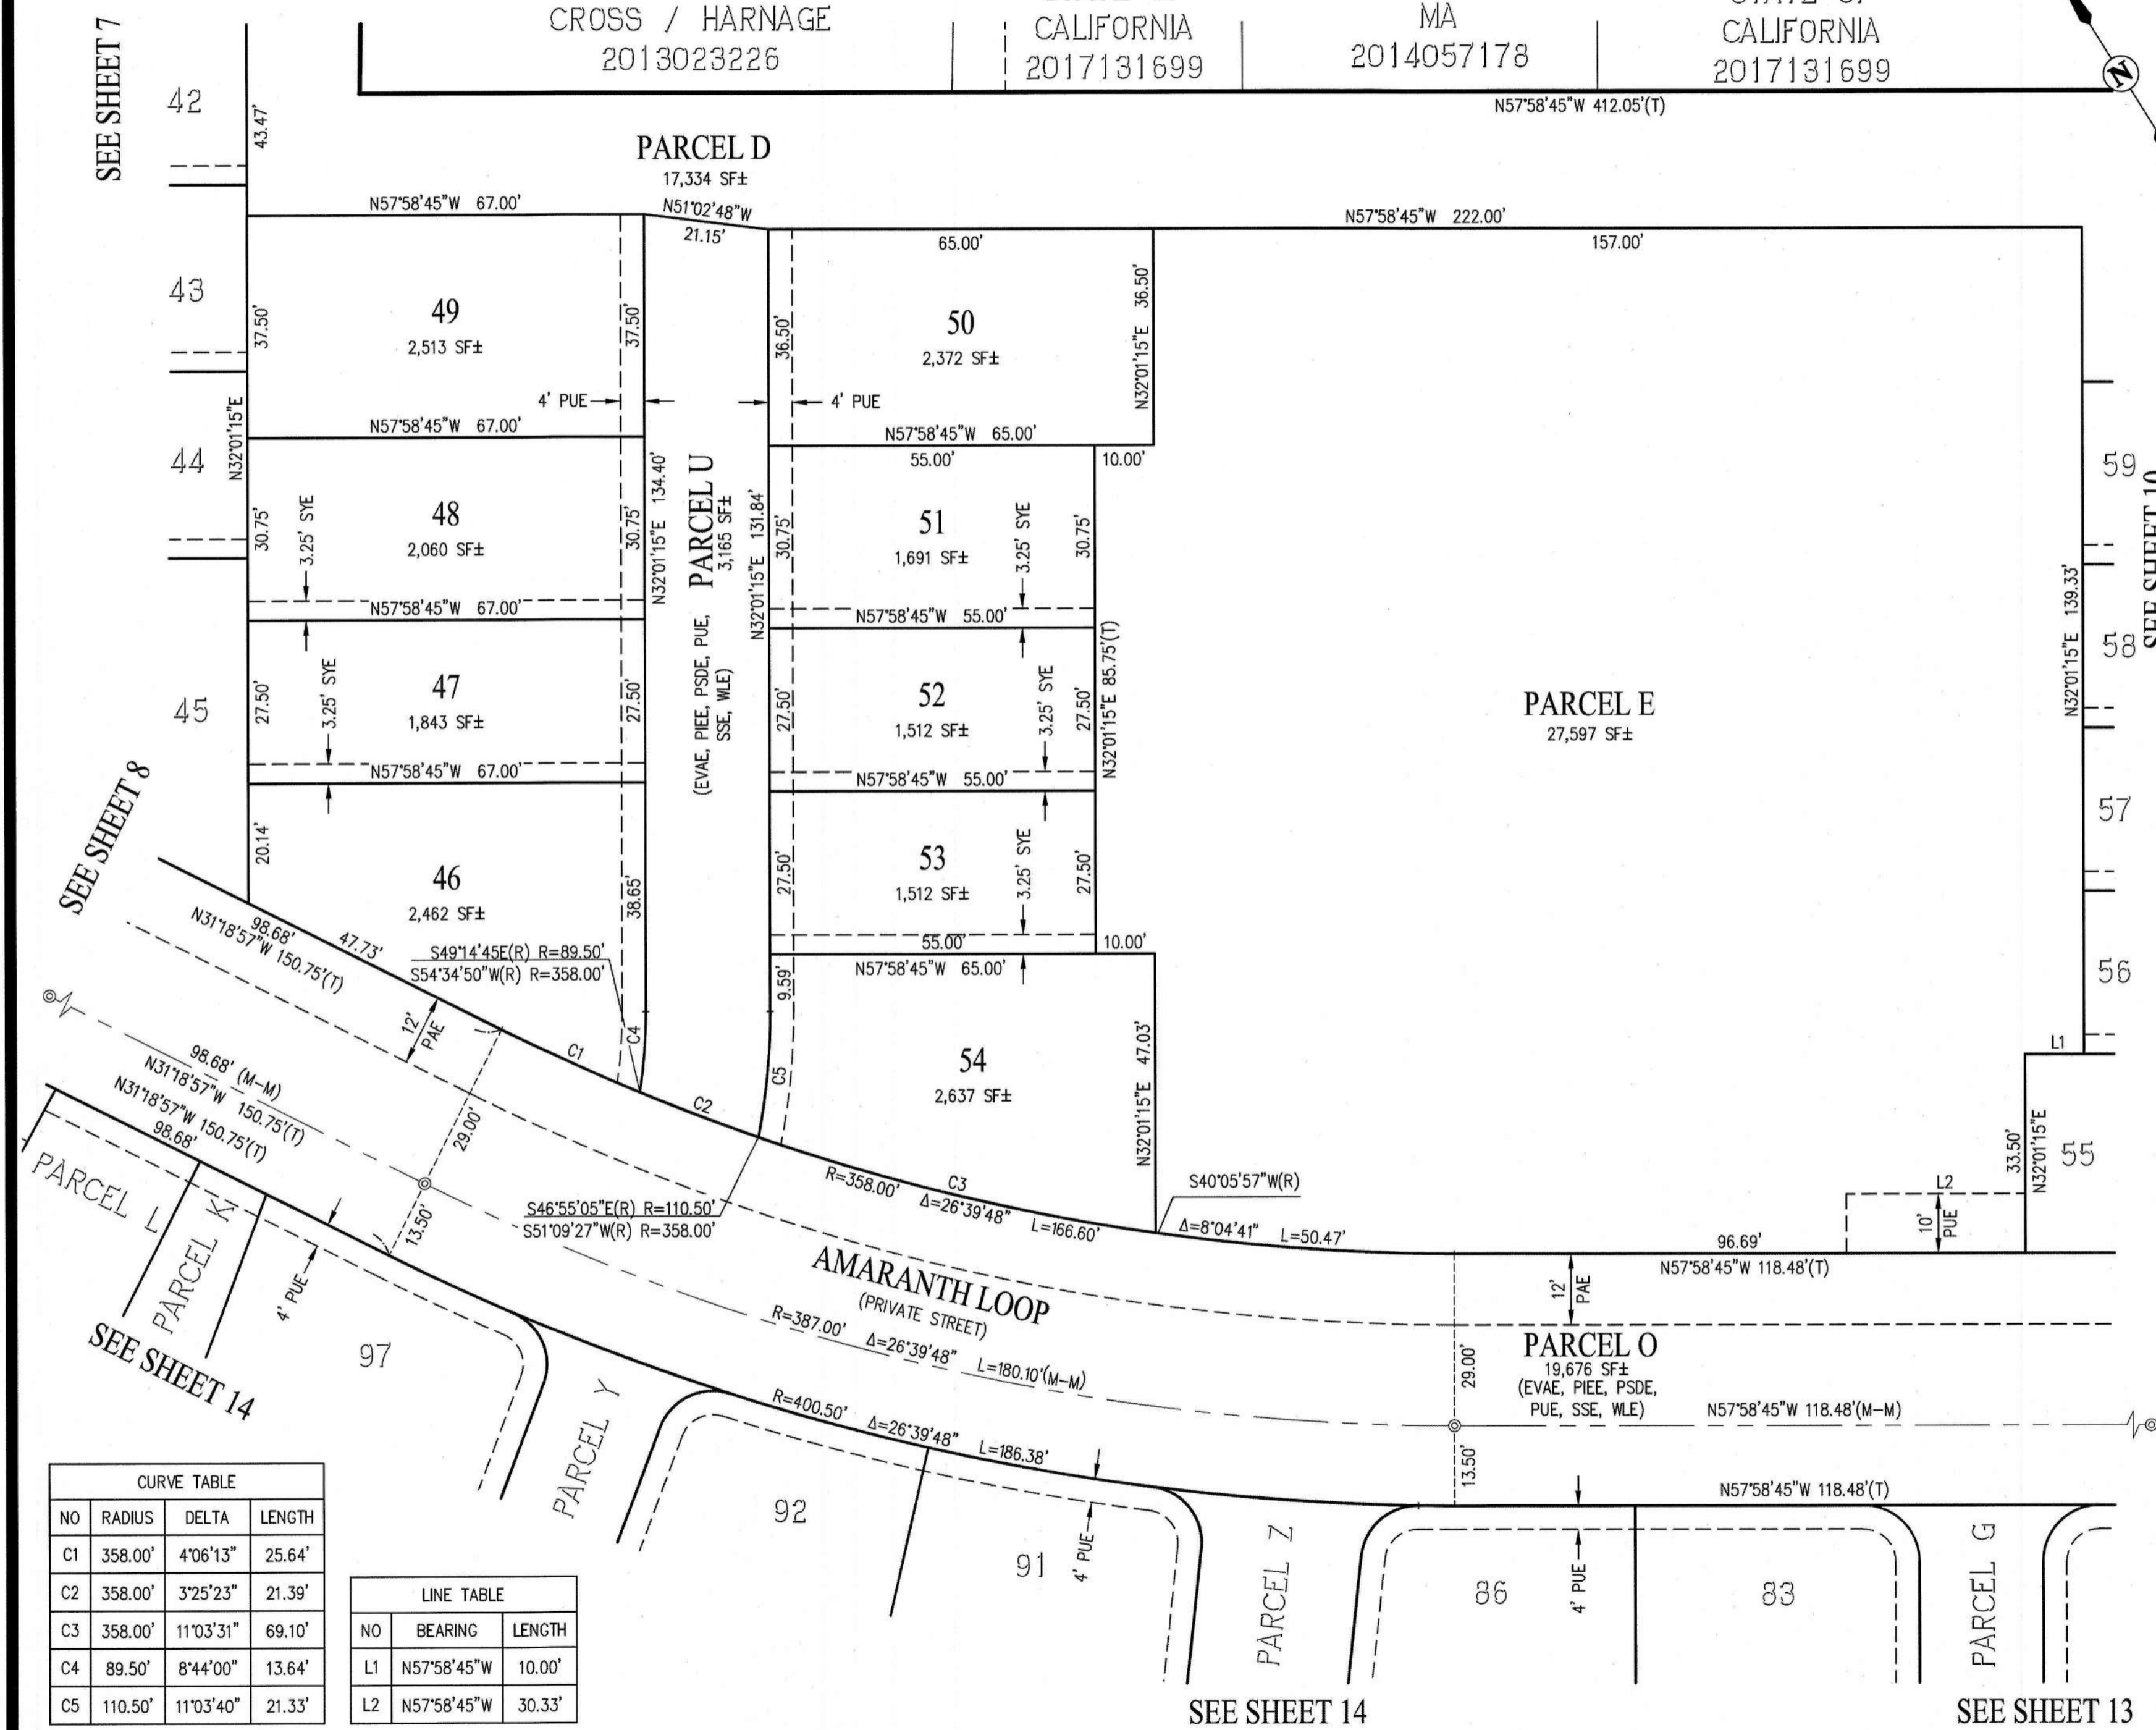 SEE SHEET 7
CROSS / HARNAGE
2013023226
CALIFORNIA
2017131699
MA
2014057178
CALIFORNIA
2017131699
N
N57°58'45"W 412.05'(T)
42
43.47'
PARCEL D
17,334 SF±
N57°58'45"W 67.00'
N51°02'48"W
21.15'
N57°58'45"W 222.00'
65.00'
157.00'
43
37.50'
49
2,513 SF±
37.50'
36.50'
50
2,372 SF±
N32°01'15"E 36.50'
4' PUE
4' PUE
N57°58'45"W 67.00'
N57°58'45"W 65.00'
55.00'
10.00'
44
N32°01'15"E
30.75'
3.25' SYE
48
2,060 SF±
30.75'
N32°01'15"E 134.40'
PARCEL U
3,165 SF±
(EVAE, PIEE, PSDE, PUE,
SSE, WLE)
N32°01'15"E 131.84'
30.75'
51
1,691 SF±
3.25' SYE
30.75'
N57°58'45"W 67.00'
N57°58'45"W 55.00'
59
SEE SHEET 10
N32°01'15"E 139.33'
58
45
27.50'
3.25' SYE
47
1,843 SF±
27.50'
27.50'
52
1,512 SF±
3.25' SYE
27.50'
N32°01'15"E 85.75'(T)
PARCEL E
27,597 SF±
N57°58'45"W 67.00'
N57°58'45"W 55.00'
57
SEE SHEET 8
20.14'
46
2,462 SF±
38.65'
27.50'
53
1,512 SF±
3.25' SYE
27.50'
55.00'
10.00'
N57°58'45"W 65.00'
56
98.68'
N31°18'57"W 150.75'(T)
47.73'
S49°14'45E(R) R=89.50'
S54°34'50"W(R) R=358.00'
9.59'
12'
PAE
C1
C4
C2
C5
54
2,637 SF±
N32°01'15"E 47.03'
L1
33.50'
N32°01'15"E
55
98.68' (M-M)
N31°18'57"W 150.75'(T)
N31°18'57"W 150.75'(T)
98.68'
29.00'
13.50'
S46°55'05"E(R) R=110.50'
S51°09'27"W(R) R=358.00'
C3
R=358.00' Δ=26°39'48" L=166.60'
S40°05'57"W(R)
Δ=8°04'41" L=50.47'
L2
10'
PUE
96.69'
N57°58'45"W 118.48'(T)
PARCEL L
PARCEL K
4' PUE
SEE SHEET 14
97
AMARANTH LOOP
(PRIVATE STREET)
R=387.00' Δ=26°39'48" L=180.10'(M-M)
R=400.50' Δ=26°39'48" L=186.38'
12'
PAE
29.00'
13.50'
PARCEL O
19,676 SF±
(EVAE, PIEE, PSDE,
PUE, SSE, WLE)
N57°58'45"W 118.48'(M-M)
N57°58'45"W 118.48'(T)
PARCEL Y
92
91
4' PUE
PARCEL Z
86
4' PUE
83
PARCEL G
CURVE TABLE
NO RADIUS DELTA LENGTH
C1 358.00' 4°06'13" 25.64'
C2 358.00' 3°25'23" 21.39'
C3 358.00' 11°03'31" 69.10'
C4 89.50' 8°44'00" 13.64'
C5 110.50' 11°03'40" 21.33'
LINE TABLE
NO BEARING LENGTH
L1 N57°58'45"W 10.00'
L2 N57°58'45"W 30.33'
SEE SHEET 14
SEE SHEET 13